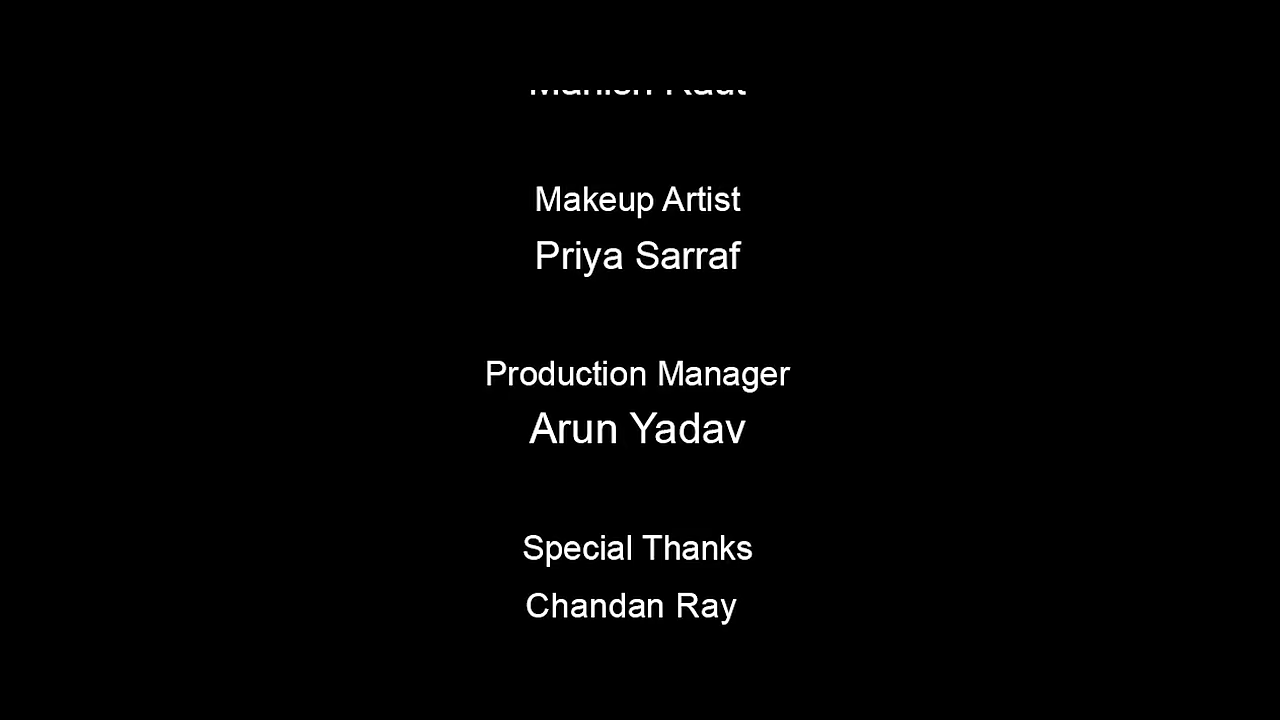 Makeup Artist
Priya Sarraf
Production Manager
Arun Yadav
Special Thanks
Chandan Ray